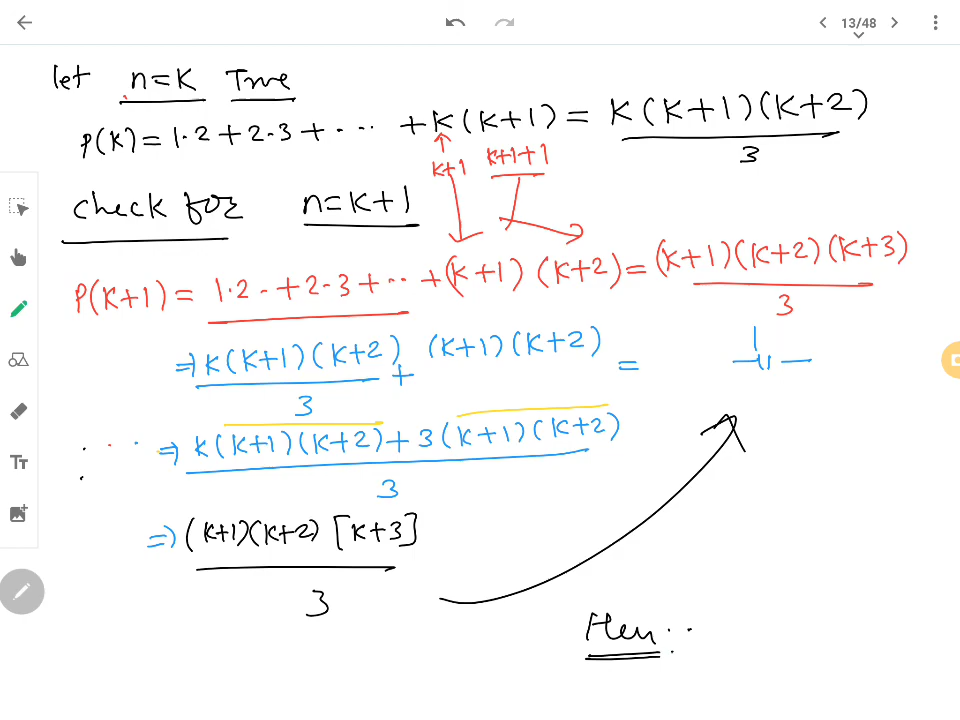 13/48
let n=K True
P(K)= 1·2+2·3+··· +K(K+1)= K(K+1)(K+2)/3
K+1 K+1+1
check for n=K+1
P(K+1)= 1·2·+2·3+·· +(K+1)(K+2)= (K+1)(K+2)(K+3)/3
⇒ K(K+1)(K+2)/3 + (K+1)(K+2) = —11—
⇒ K(K+1)(K+2)+3(K+1)(K+2)/3
⇒ (K+1)(K+2)[K+3]/3
Tт